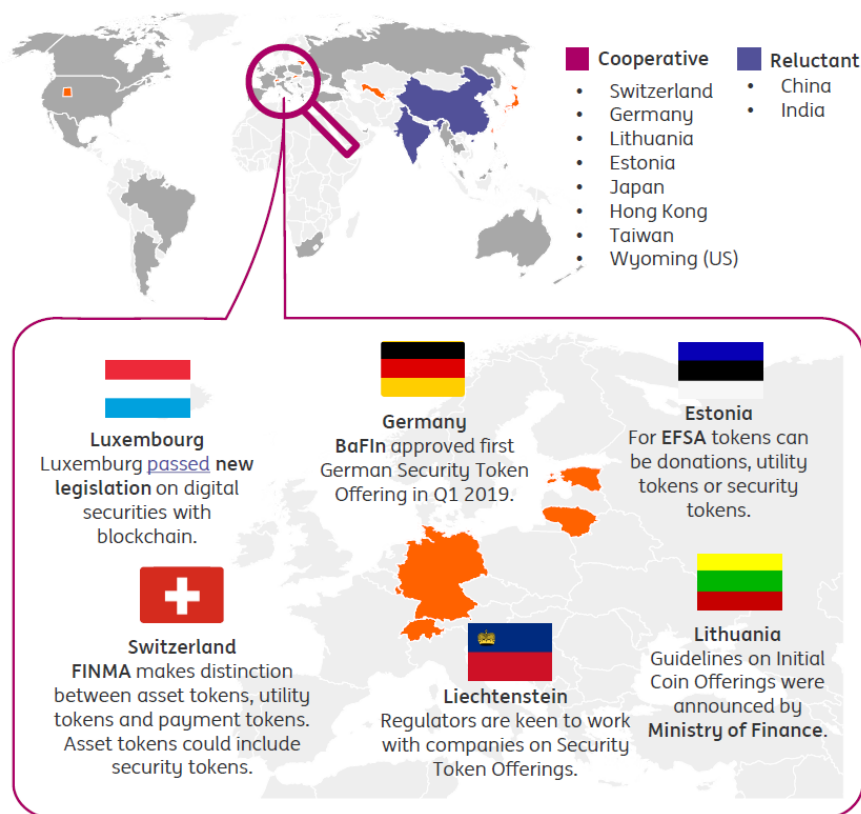 Cooperative
• Switzerland
• Germany
• Lithuania
• Estonia
• Japan
• Hong Kong
• Taiwan
• Wyoming (US)
Reluctant
• China
• India
Luxembourg
Luxemburg passed new
legislation on digital
securities with
blockchain.
Germany
BaFIn approved first
German Security Token
Offering in Q1 2019.
Estonia
For EFSA tokens can
be donations, utility
tokens or security
tokens.
Switzerland
FINMA makes distinction
between asset tokens, utility
tokens and payment tokens.
Asset tokens could include
security tokens.
Liechtenstein
Regulators are keen to work
with companies on Security
Token Offerings.
Lithuania
Guidelines on Initial
Coin Offerings were
announced by
Ministry of Finance.